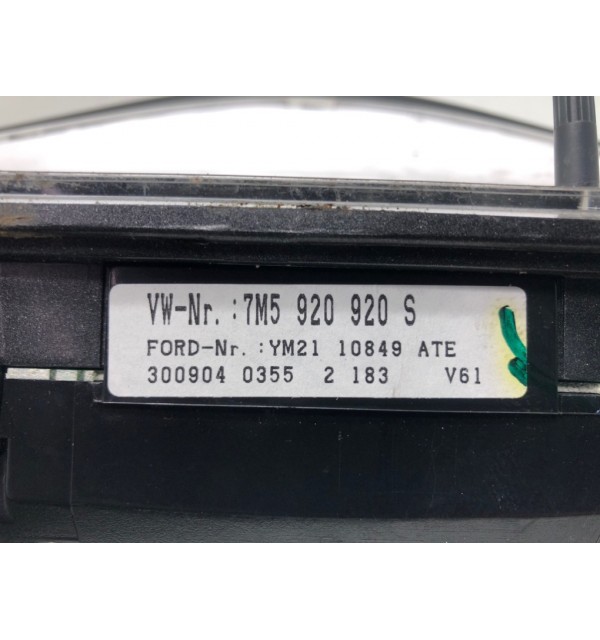 VW-Nr. :7M5 920 920 S
FORD-Nr. :YM21 10849 ATE
300904 0355 2 183 V61